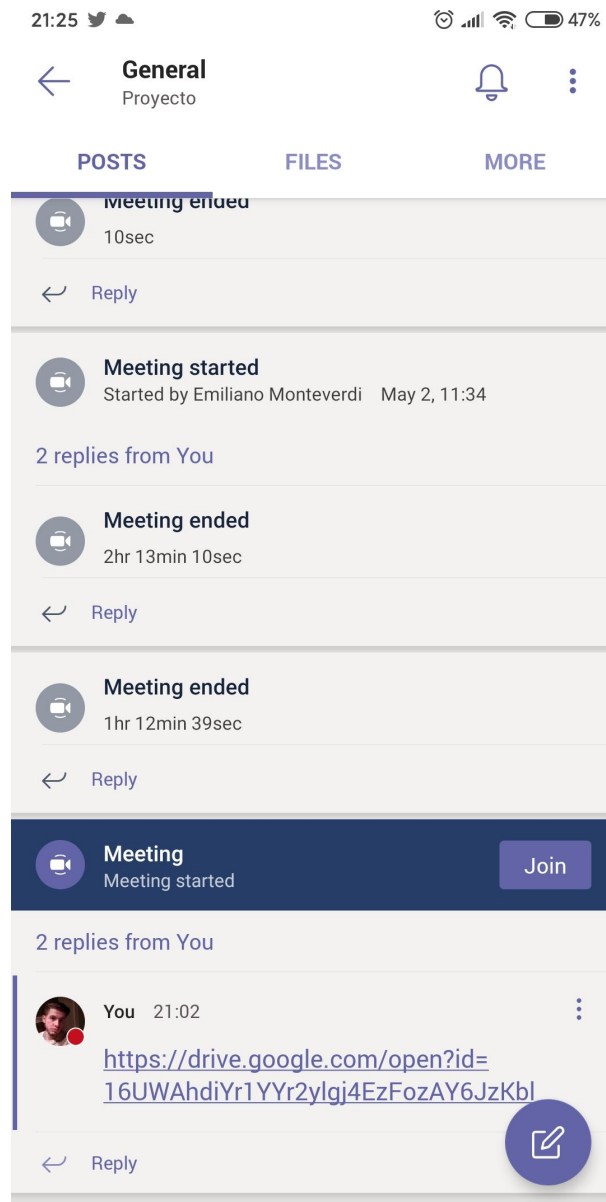 21:25 47%
General
Proyecto
POSTS FILES MORE
Meeting ended
10sec
Reply
Meeting started
Started by Emiliano Monteverdi May 2, 11:34
2 replies from You
Meeting ended
2hr 13min 10sec
Reply
Meeting ended
1hr 12min 39sec
Reply
Meeting
Meeting started
Join
2 replies from You
You 21:02
https://drive.google.com/open?id=
16UWAhdiYr1YYr2ylgj4EzFozAY6JzKbl
Reply